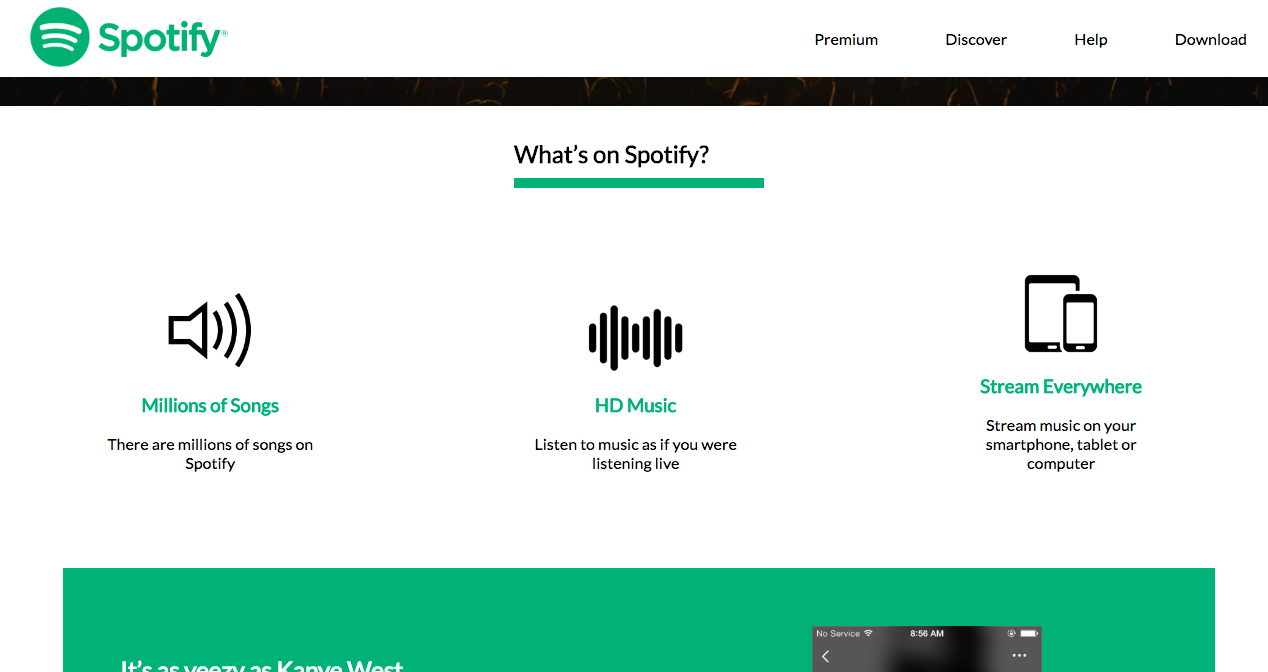 Spotify®
Premium
Discover
Help
Download
What's on Spotify?
Millions of Songs
There are millions of songs on
Spotify
HD Music
Listen to music as if you were
listening live
Stream Everywhere
Stream music on your
smartphone, tablet or
computer
It's as yeezy as Kanye West
No Service
8:56 AM